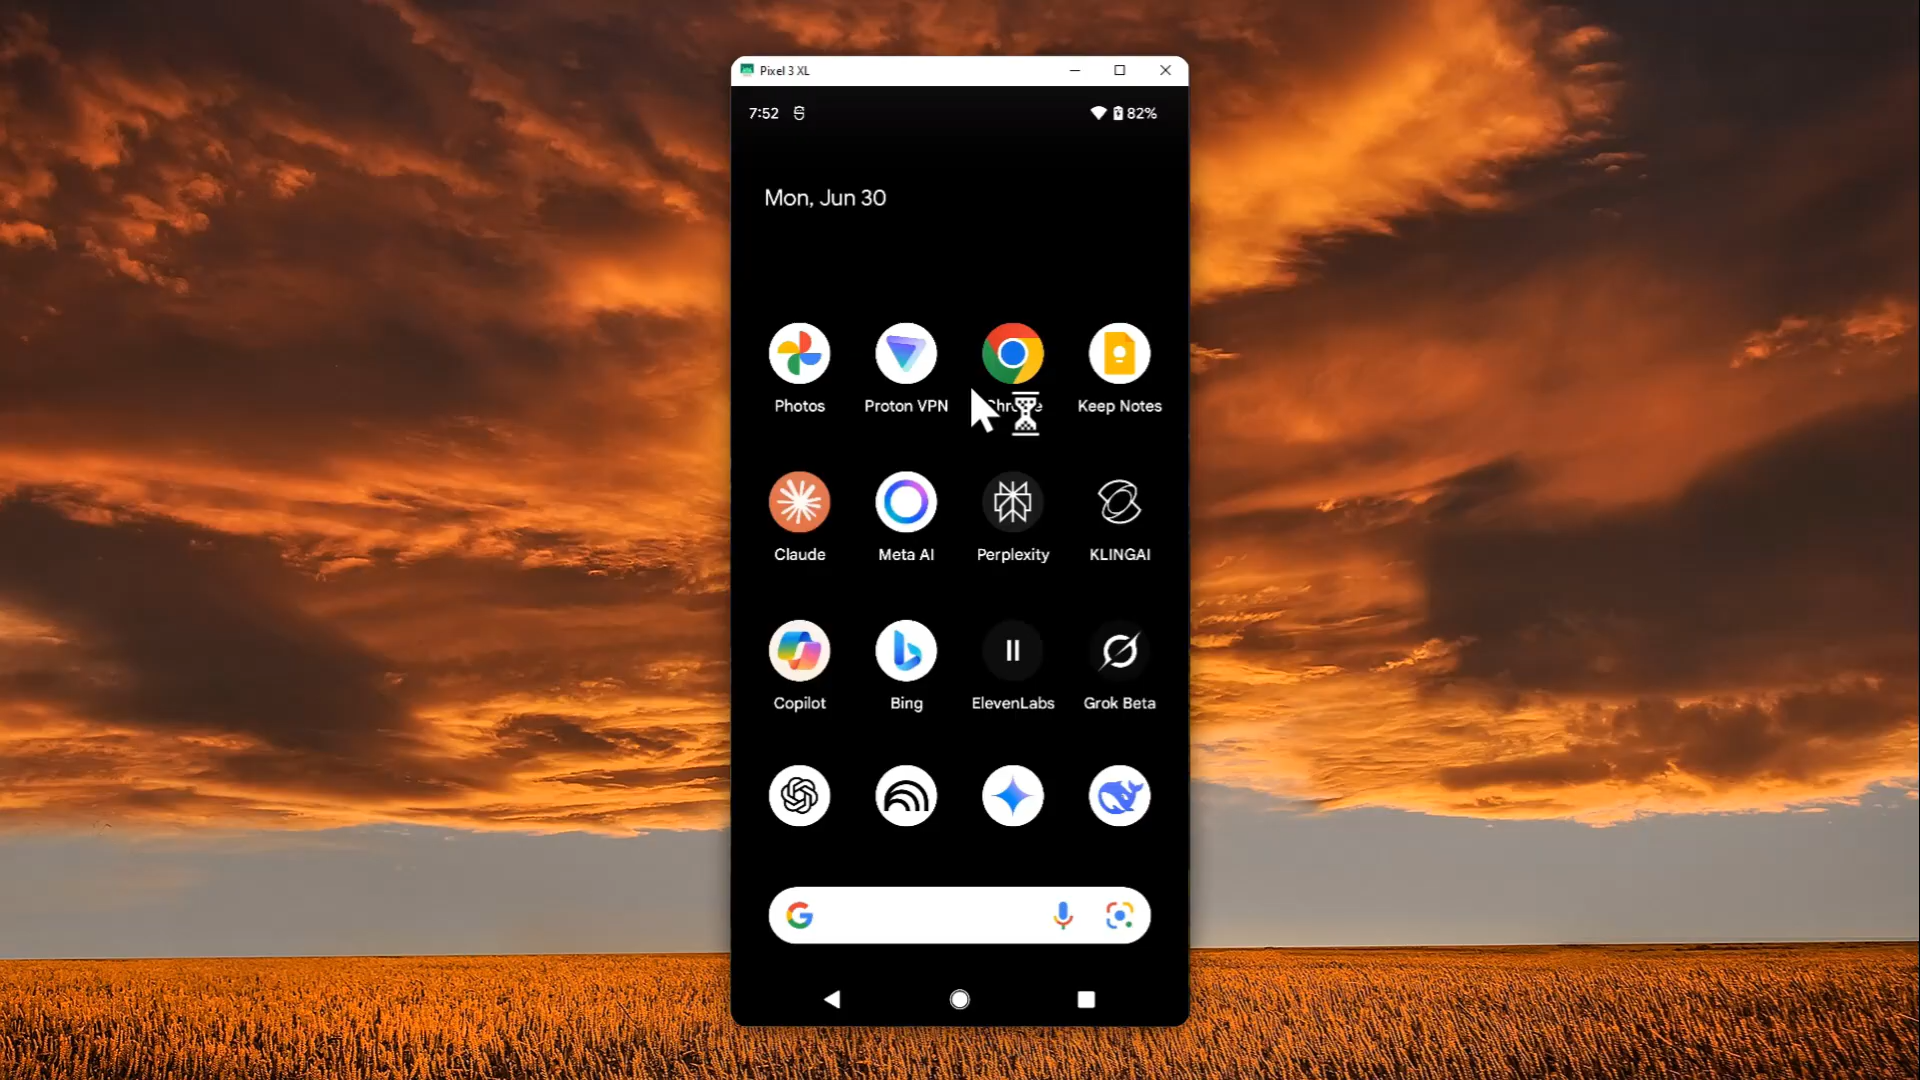 Pixel 3 XL
7:52
82%
Mon, Jun 30
Photos
Proton VPN
Keep Notes
Claude
Meta AI
Perplexity
KLINGAI
Copilot
Bing
ElevenLabs
Grok Beta